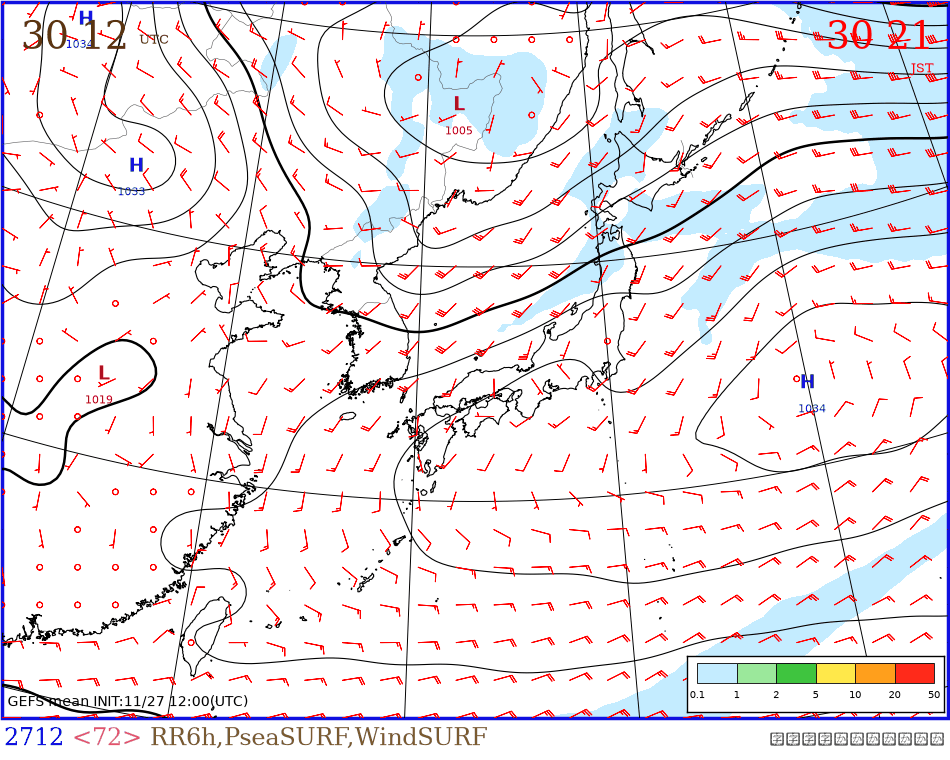 30 12 UTC
30 21
JST
H
1034
L
1005
H
1033
L
1019
H
1034
0.1 1 2 5 10 20 50
GEFS mean INIT:11/27 12:00(UTC)
2712 <72> RR6h,PseaSURF,WindSURF